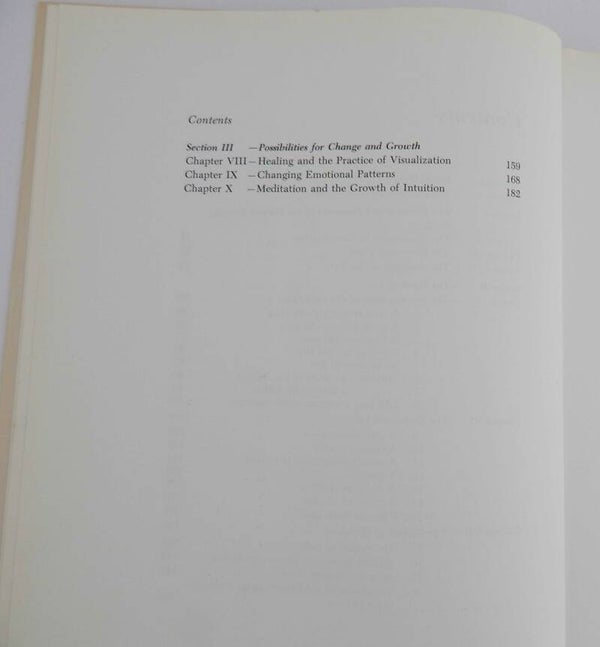 Contents
Section III —Possibilities for Change and Growth
Chapter VIII—Healing and the Practice of Visualization 159
Chapter IX —Changing Emotional Patterns 168
Chapter X —Meditation and the Growth of Intuition 182